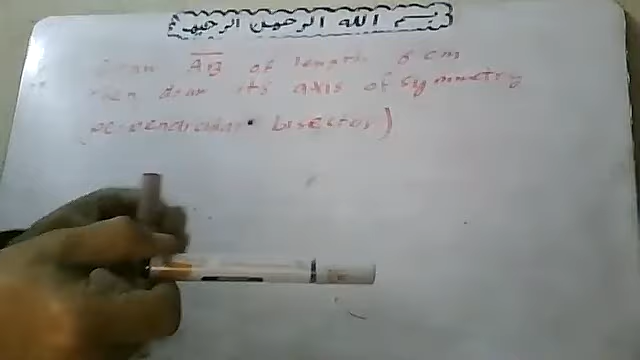 بسم الله الرحمن الرحيم
Draw AB of length 6 cm
then draw its axis of symmetry
(perpendicular bisector)